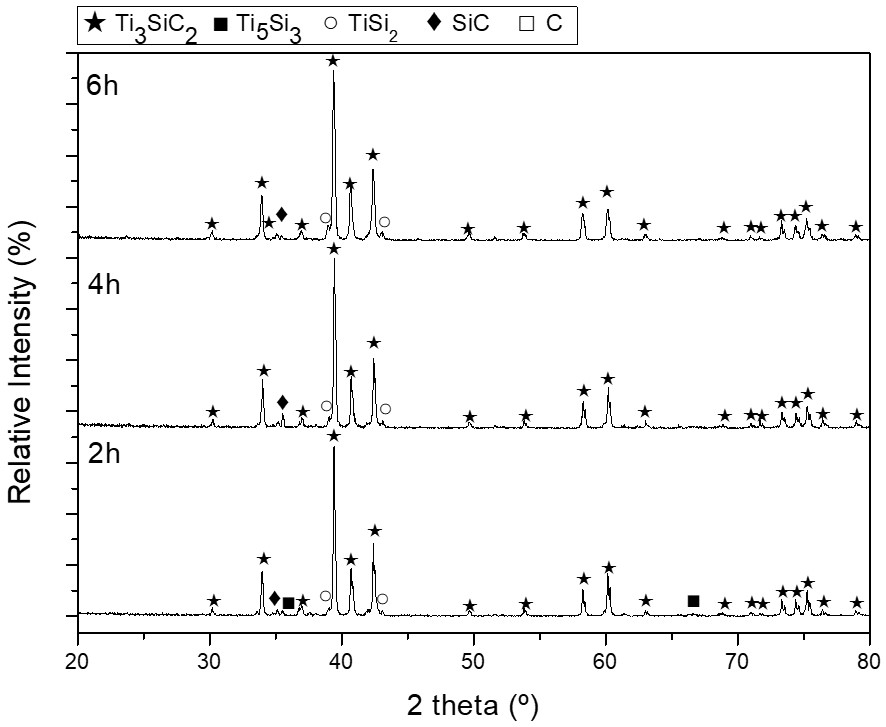 ★ Ti₃SiC₂ ■ Ti₅Si₃ ○ TiSi₂ ♦ SiC □ C
6h
4h
2h
Relative Intensity (%)
20 30 40 50 60 70 80
2 theta (º)